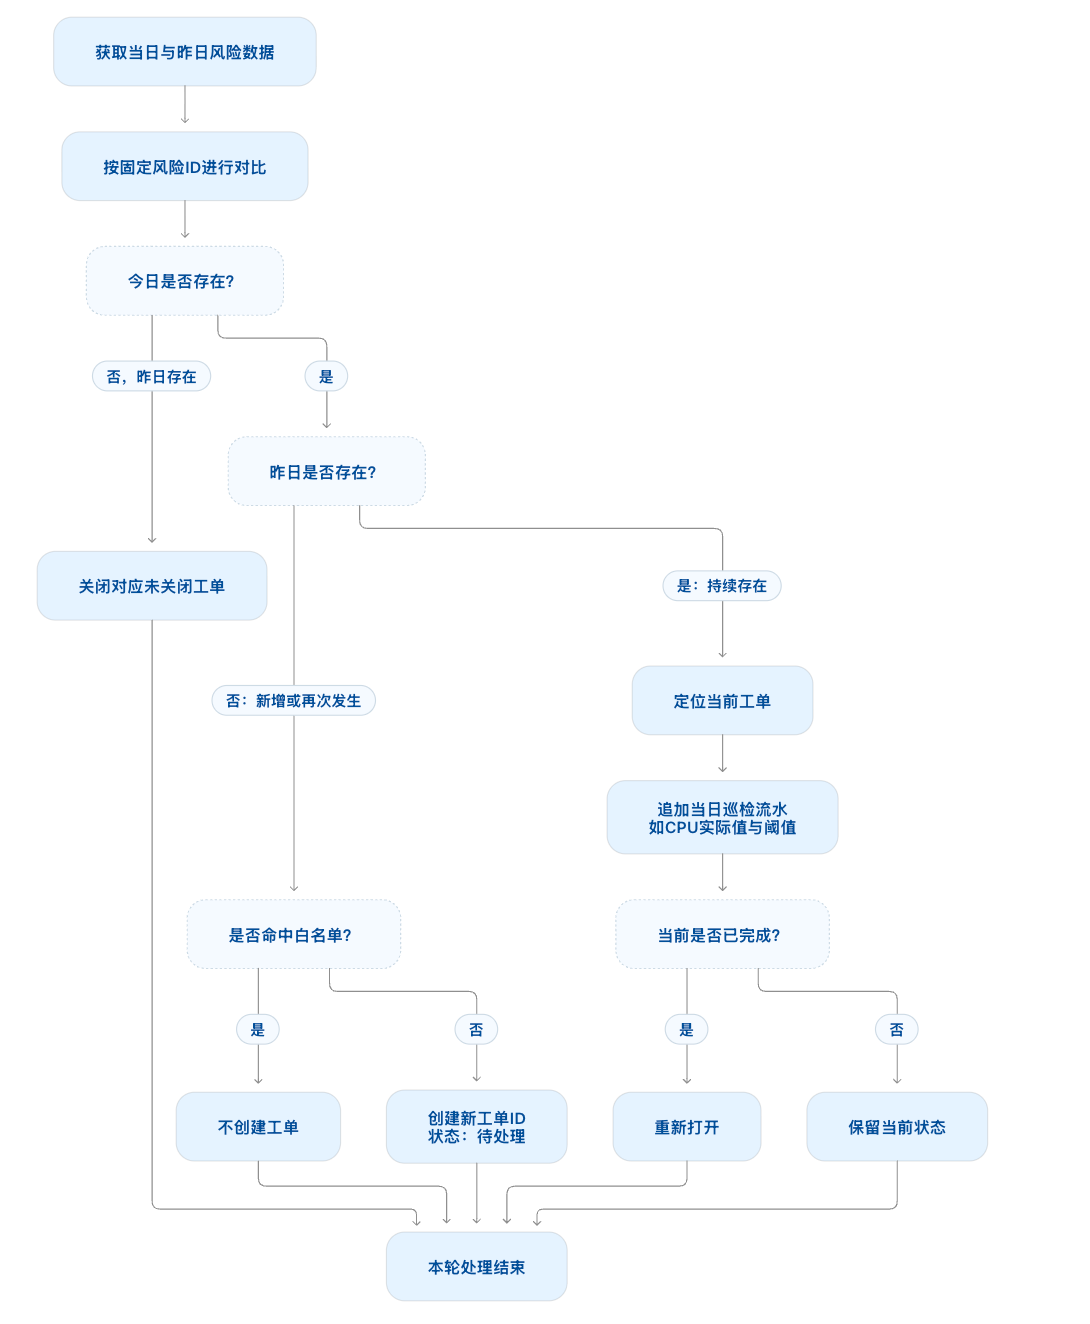 获取当日与昨日风险数据
按固定风险ID进行对比
今日是否存在?
否，昨日存在
是
昨日是否存在?
关闭对应未关闭工单
是：持续存在
否：新增或再次发生
定位当前工单
追加当日巡检流水
如CPU实际值与阈值
是否命中白名单?
当前是否已完成?
是
否
是
否
不创建工单
创建新工单ID
状态：待处理
重新打开
保留当前状态
本轮处理结束